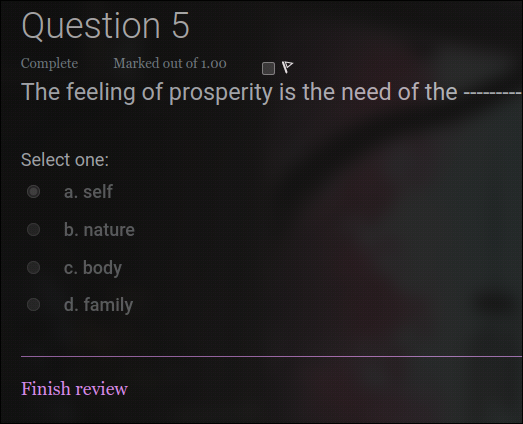 Question 5
Complete Marked out of 1.00
The feeling of prosperity is the need of the ---------
Select one:
a. self
b. nature
c. body
d. family
Finish review